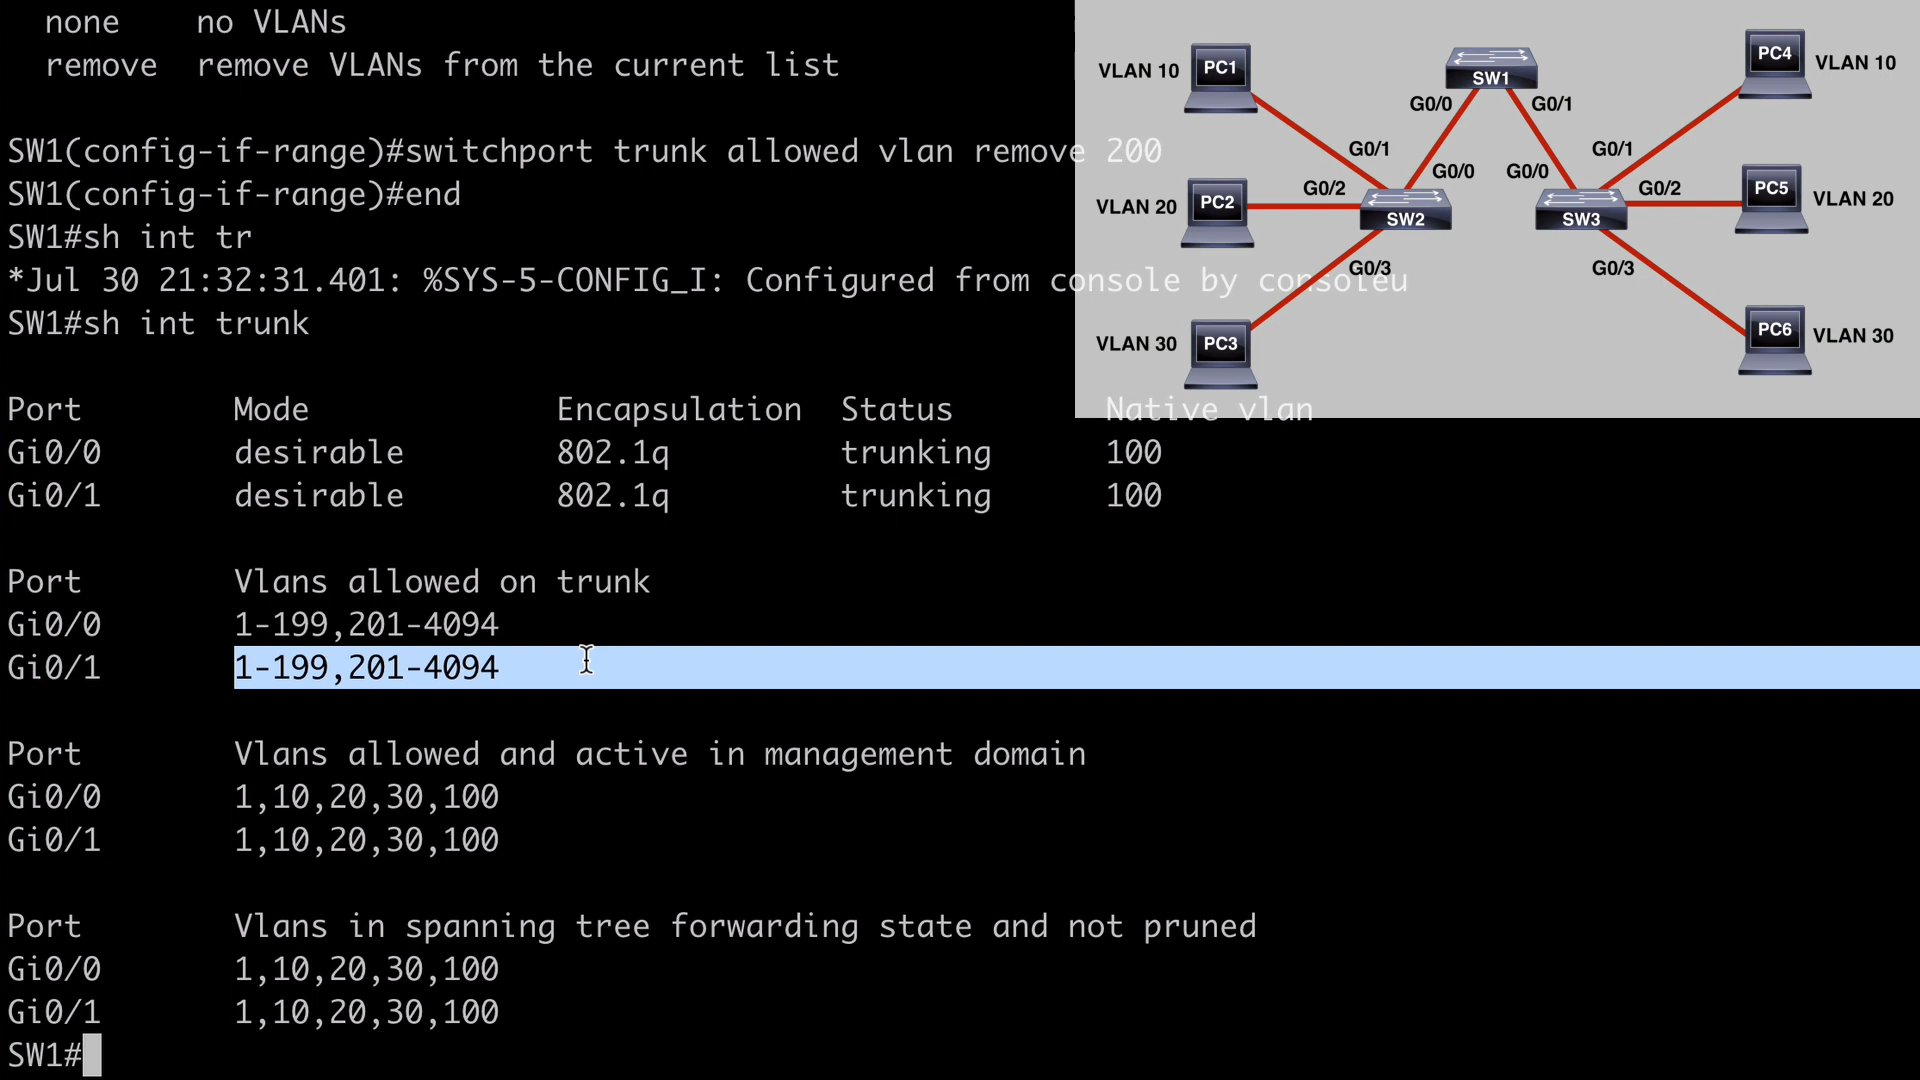 none    no VLANs
remove  remove VLANs from the current list
SW1(config-if-range)#switchport trunk allowed vlan remove 200
SW1(config-if-range)#end
SW1#sh int tr
*Jul 30 21:32:31.401: %SYS-5-CONFIG_I: Configured from console by consoleu
SW1#sh int trunk
Port        Mode             Encapsulation  Status        Native vlan
Gi0/0       desirable        802.1q         trunking      100
Gi0/1       desirable        802.1q         trunking      100
Port        Vlans allowed on trunk
Gi0/0       1-199,201-4094
Gi0/1       1-199,201-4094
Port        Vlans allowed and active in management domain
Gi0/0       1,10,20,30,100
Gi0/1       1,10,20,30,100
Port        Vlans in spanning tree forwarding state and not pruned
Gi0/0       1,10,20,30,100
Gi0/1       1,10,20,30,100
SW1#
VLAN 10 PC1
SW1
PC4 VLAN 10
G0/0 G0/1
G0/1 G0/0 G0/0 G0/1
VLAN 20 PC2 G0/2 SW2
SW3 G0/2 PC5 VLAN 20
G0/3 G0/3
VLAN 30 PC3
PC6 VLAN 30